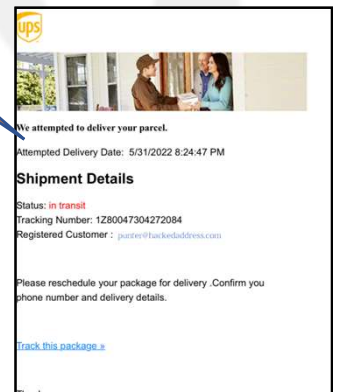 ups
We attempted to deliver your parcel.
Attempted Delivery Date: 5/31/2022 8:24:47 PM
Shipment Details
Status: in transit
Tracking Number: 1Z80047304272084
Registered Customer : punter@hackedaddress.com
Please reschedule your package for delivery .Confirm you
phone number and delivery details.
Track this package »